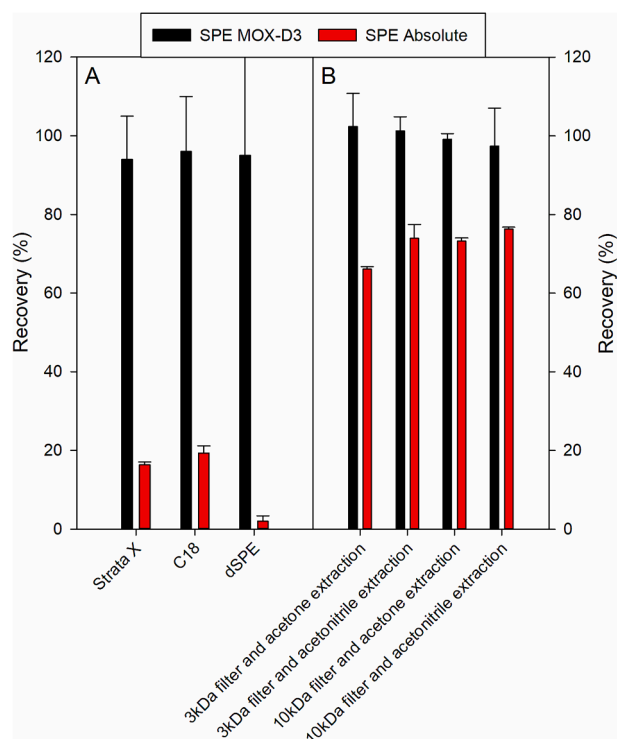 SPE MOX-D3 SPE Absolute
A
B
Recovery (%)
120
100
80
60
40
20
0
Strata X
C18
dSPE
3kDa filter and acetone extraction
3kDa filter and acetonitrile extraction
10kDa filter and acetone extraction
10kDa filter and acetonitrile extraction
120
100
80
60
40
20
0
Recovery (%)